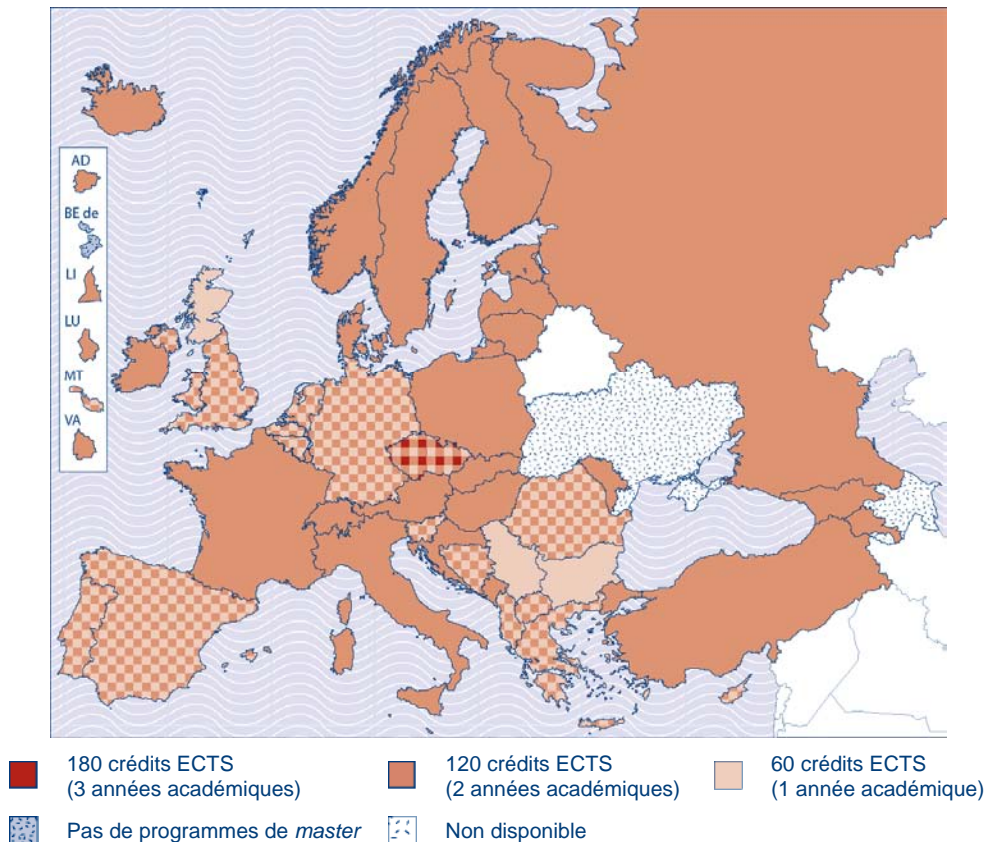 AD
BE de
LI
LU
MT
VA
180 crédits ECTS
(3 années académiques)
120 crédits ECTS
(2 années académiques)
60 crédits ECTS
(1 année académique)
Pas de programmes de master
Non disponible